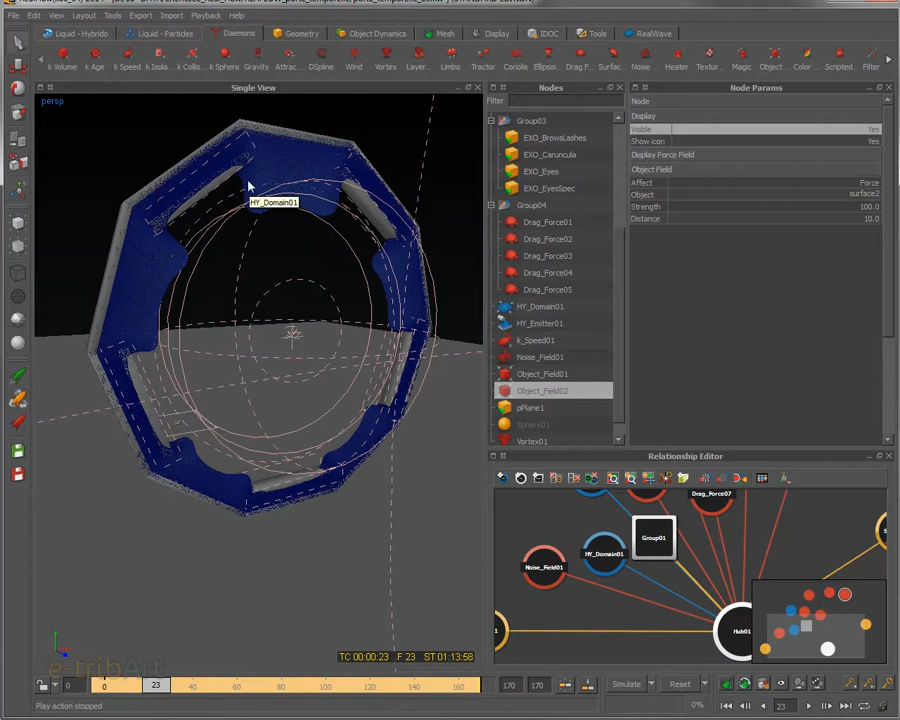 File Edit View Layout Tools Export Import Playback Help
Liquid - Hybrido Liquid - Particles Daemons Geometry Object Dynamics Mesh Display IDOC Tools RealWave
k Volume k Age k Speed k Isola... k Collis... k Sphere Gravity Attrac... DSpline Wind Vortex Layer... Limbo Tractor Coriolis Ellipsoi... Drag F... Surfac... Noise ... Heater Textur... Magic Object... Color ... Scripted Filter
Single View
Nodes
Node Params
persp
Filter
Group03
EXO_BrowsLashes
EXO_Caruncula
EXO_Eyes
EXO_EyesSpec
Group04
Drag_Force01
Drag_Force02
Drag_Force03
Drag_Force04
Drag_Force05
HY_Domain01
HY_Emitter01
k_Speed01
Noise_Field01
Object_Field01
Object_Field02
pPlane1
Sphere01
Vortex01
Node
Display
Visible Yes
Show icon Yes
Display Force Field
Object Field
Affect Force
Object surface2
Strength 100.0
Distance 10.0
HY_Domain01
Relationship Editor
Drag_Force07
Group01
HY_Domain01
Noise_Field01
Hub01
1
S
TC 00:00:23 F 23 ST 01:13:58
e-tribArt
0 0 23 40 60 80 100 120 140 160 170 170 Simulate Reset
Play action stopped
0% 23